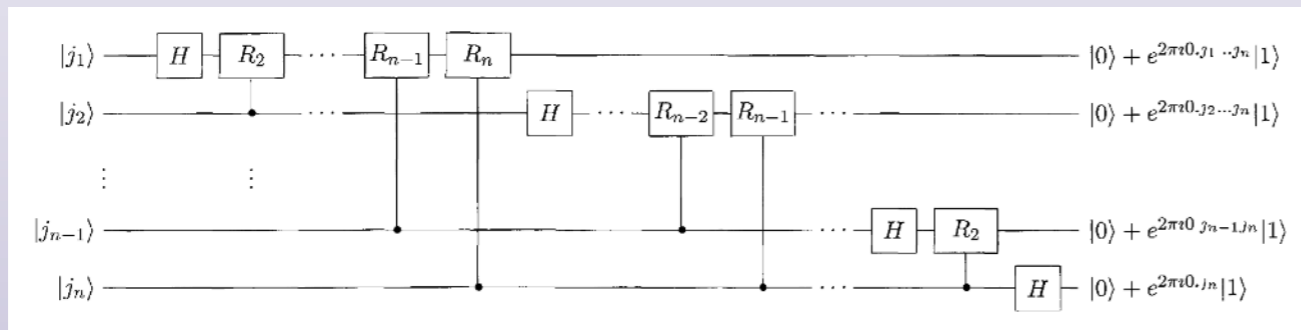 |j₁⟩ H R₂ ··· Rₙ₋₁ Rₙ |0⟩ + e^{2πi0.j₁···jₙ}|1⟩
|j₂⟩ ··· H ··· Rₙ₋₂ Rₙ₋₁ ··· |0⟩ + e^{2πi0.j₂...jₙ}|1⟩
⋮ ⋮
|jₙ₋₁⟩ ··· H R₂ |0⟩ + e^{2πi0.jₙ₋₁jₙ}|1⟩
|jₙ⟩ ··· H |0⟩ + e^{2πi0.jₙ}|1⟩